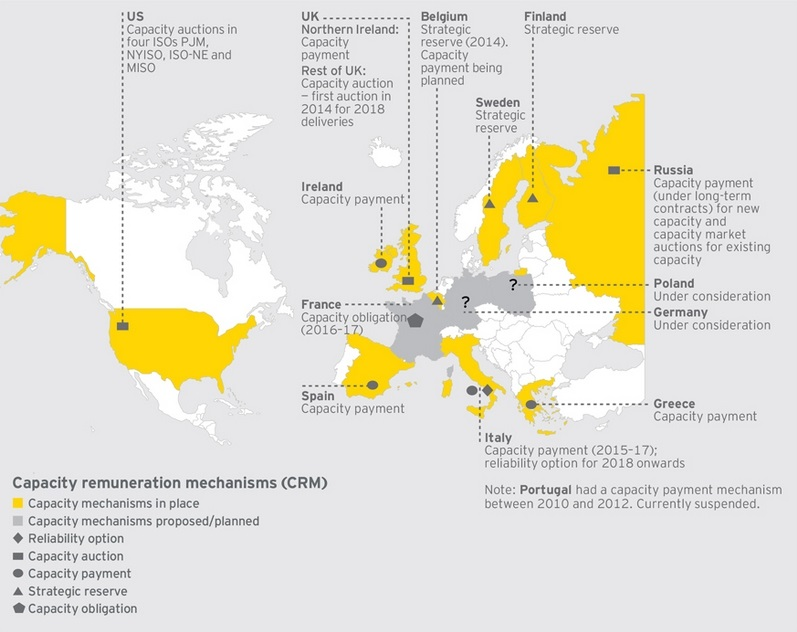 US
Capacity auctions in
four ISOs PJM,
NYISO, ISO-NE and
MISO
UK
Northern Ireland:
Capacity
payment
Rest of UK:
Capacity auction
– first auction in
2014 for 2018
deliveries
Belgium
Strategic
reserve (2014).
Capacity
payment being
planned
Finland
Strategic reserve
Sweden
Strategic
reserve
Ireland
Capacity payment
Russia
Capacity payment
(under long-term
contracts) for new
capacity and
capacity market
auctions for existing
capacity
?
?
Poland
Under consideration
Germany
Under consideration
France
Capacity obligation
(2016–17)
Spain
Capacity payment
Greece
Capacity payment
Italy
Capacity payment (2015–17);
reliability option for 2018 onwards
Note: Portugal had a capacity payment mechanism
between 2010 and 2012. Currently suspended.
Capacity remuneration mechanisms (CRM)
Capacity mechanisms in place
Capacity mechanisms proposed/planned
Reliability option
Capacity auction
Capacity payment
Strategic reserve
Capacity obligation